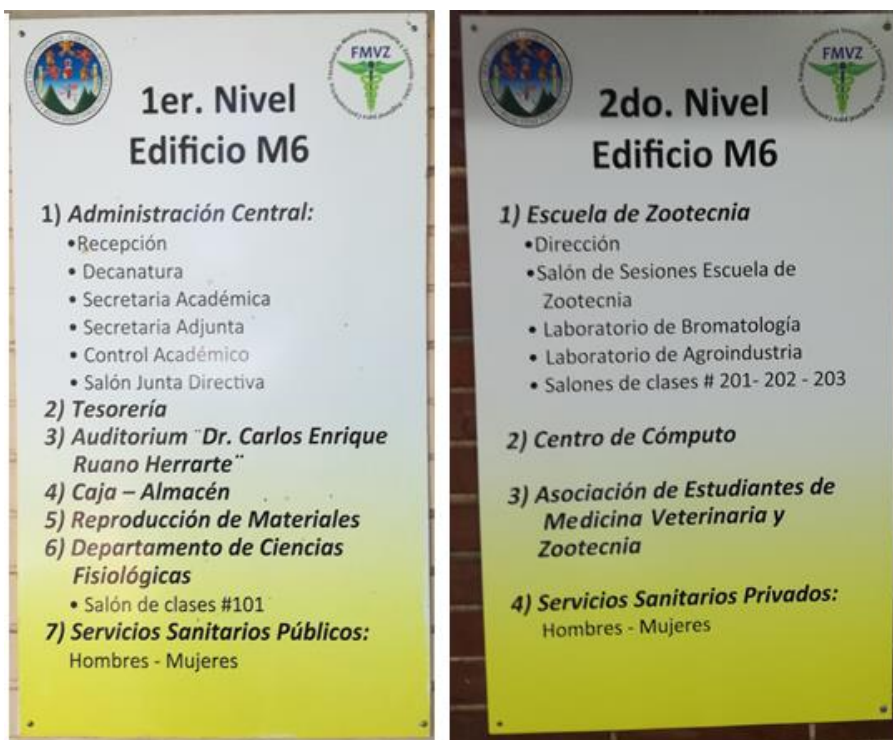 FMVZ
1er. Nivel
Edificio M6
1) Administración Central:
•Recepción
• Decanatura
• Secretaria Académica
• Secretaria Adjunta
• Control Académico
• Salón Junta Directiva
2) Tesorería
3) Auditorium ¨Dr. Carlos Enrique
Ruano Herrarte¨
4) Caja – Almacén
5) Reproducción de Materiales
6) Departamento de Ciencias
Fisiológicas
• Salón de clases #101
7) Servicios Sanitarios Públicos:
Hombres - Mujeres
FMVZ
2do. Nivel
Edificio M6
1) Escuela de Zootecnia
•Dirección
•Salón de Sesiones Escuela de
Zootecnia
• Laboratorio de Bromatología
• Laboratorio de Agroindustria
• Salones de clases # 201- 202 - 203
2) Centro de Cómputo
3) Asociación de Estudiantes de
Medicina Veterinaria y
Zootecnia
4) Servicios Sanitarios Privados:
Hombres - Mujeres